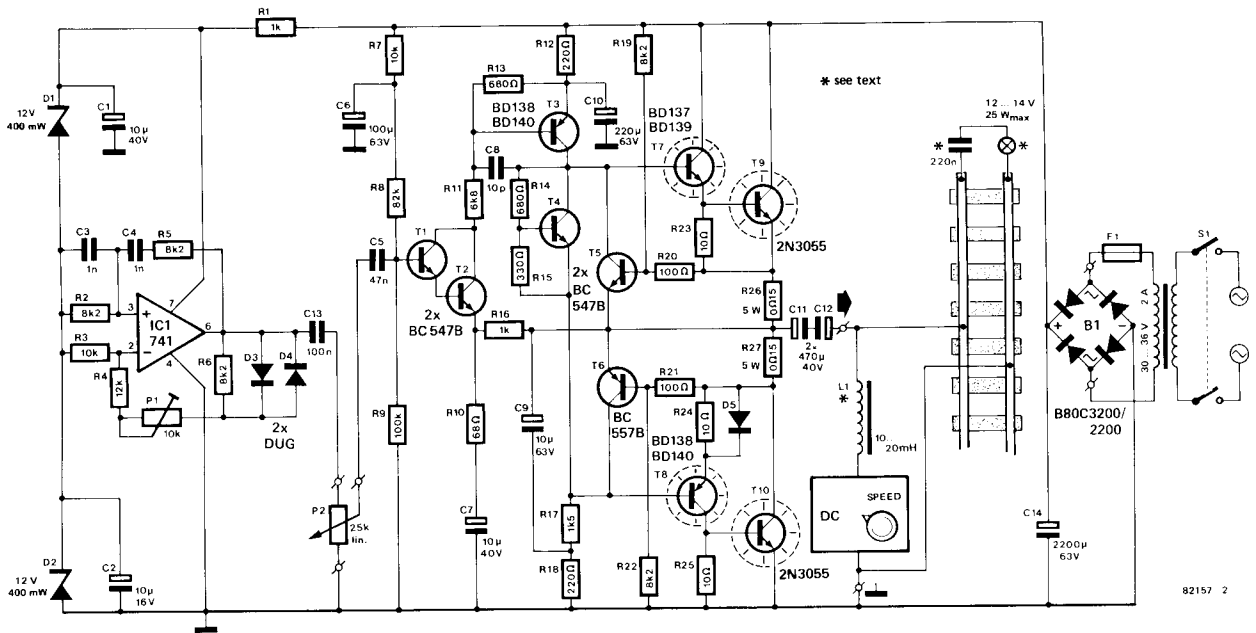 R1
1k
R7
10k
R12
220Ω
R19
8k2
R13
680Ω
* see text
D1
12V
400 mW
C1
10µ
40V
C6
100µ
63V
BD138
BD140
T3
C10
220µ
63V
BD137
BD139
T7
T9
12 ... 14 V
25 Wmax
*
220n
*
C8
10p
R14
680Ω
R11
6k8
R8
82k
T4
2N3055
F1
S1
C3
1n
C4
1n
R5
8k2
R23
10Ω
T1
C5
47n
T2
R15
330Ω
T5
2x
BC
547B
R20
100Ω
R2
8k2
R3
10k
3
+
IC1
741
2
−
7
6
4
C13
100n
2x
BC 547B
R16
1k
R26
5 W
0Ω15
C11
C12
2x
470µ
40V
R27
5 W
0Ω15
+
B1
−
~
~
2 A
30 ... 36 V
R4
12k
R6
8k2
D3
D4
P1
10k
2x
DUG
T6
R21
100Ω
L1
*
10...
20mH
B80C3200/
2200
R9
100k
R10
68Ω
C9
10µ
63V
BC
557B
R24
10Ω
D5
BD138
BD140
T8
T10
DC
SPEED
P2
25k
lin.
C7
10µ
40V
R17
1k5
R18
220Ω
R22
8k2
R25
10Ω
2N3055
C14
2200µ
63V
D2
12V
400 mW
C2
10µ
16V
82157 2